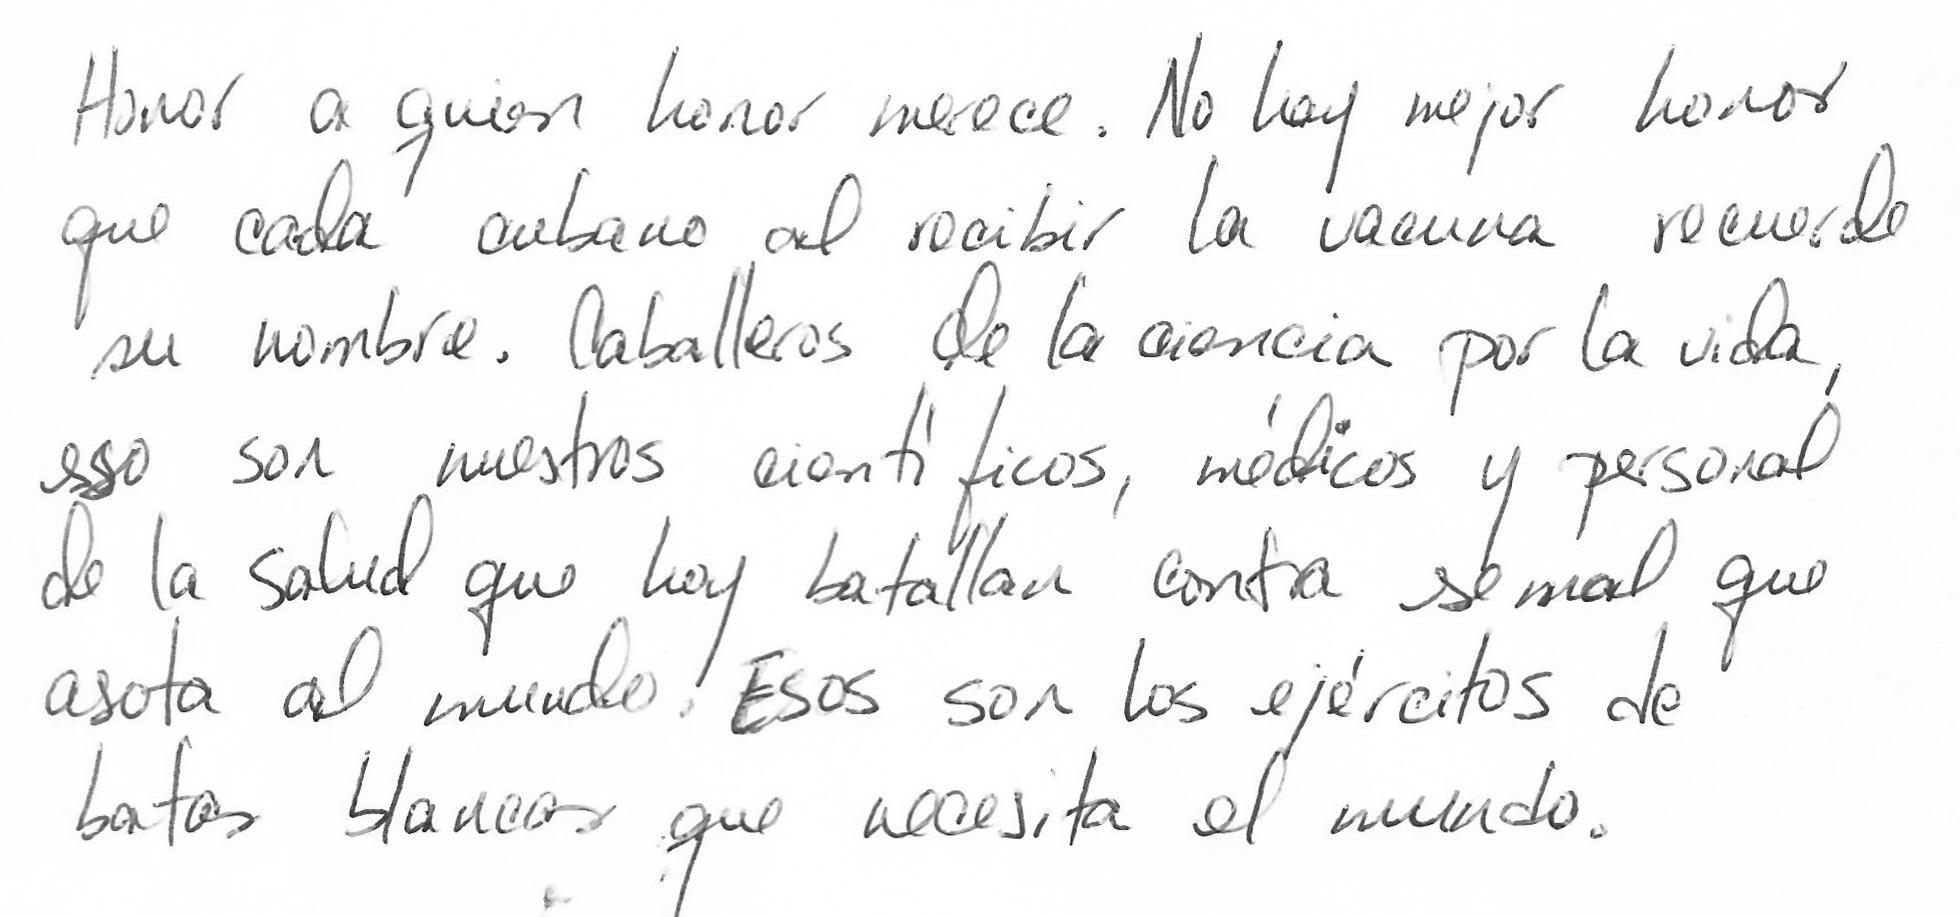 Honor a quien honor merece. No hay mejor honor
que cada cubano al recibir la vacuna recuerde
su nombre. Caballeros de la ciencia por la vida,
eso son nuestros científicos, médicos y personal
de la salud que hoy batallan contra ese mal que
asota al mundo. Esos son los ejércitos de
batas blancas que necesita el mundo.